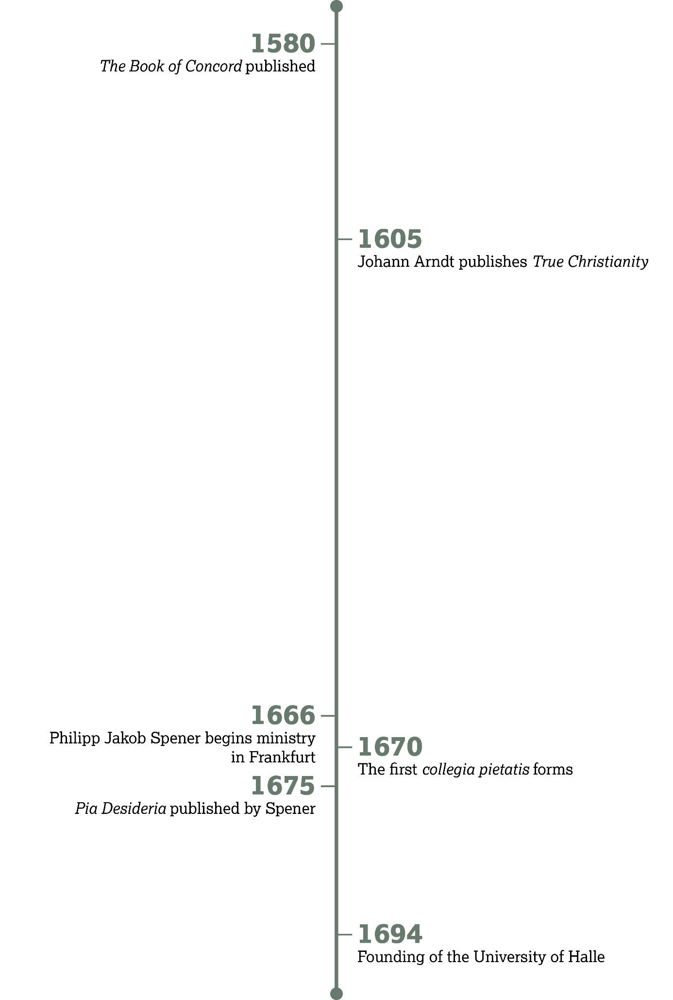 1580
The Book of Concord published
1605
Johann Arndt publishes True Christianity
1666
Philipp Jakob Spener begins ministry
in Frankfurt
1670
The first collegia pietatis forms
1675
Pia Desideria published by Spener
1694
Founding of the University of Halle